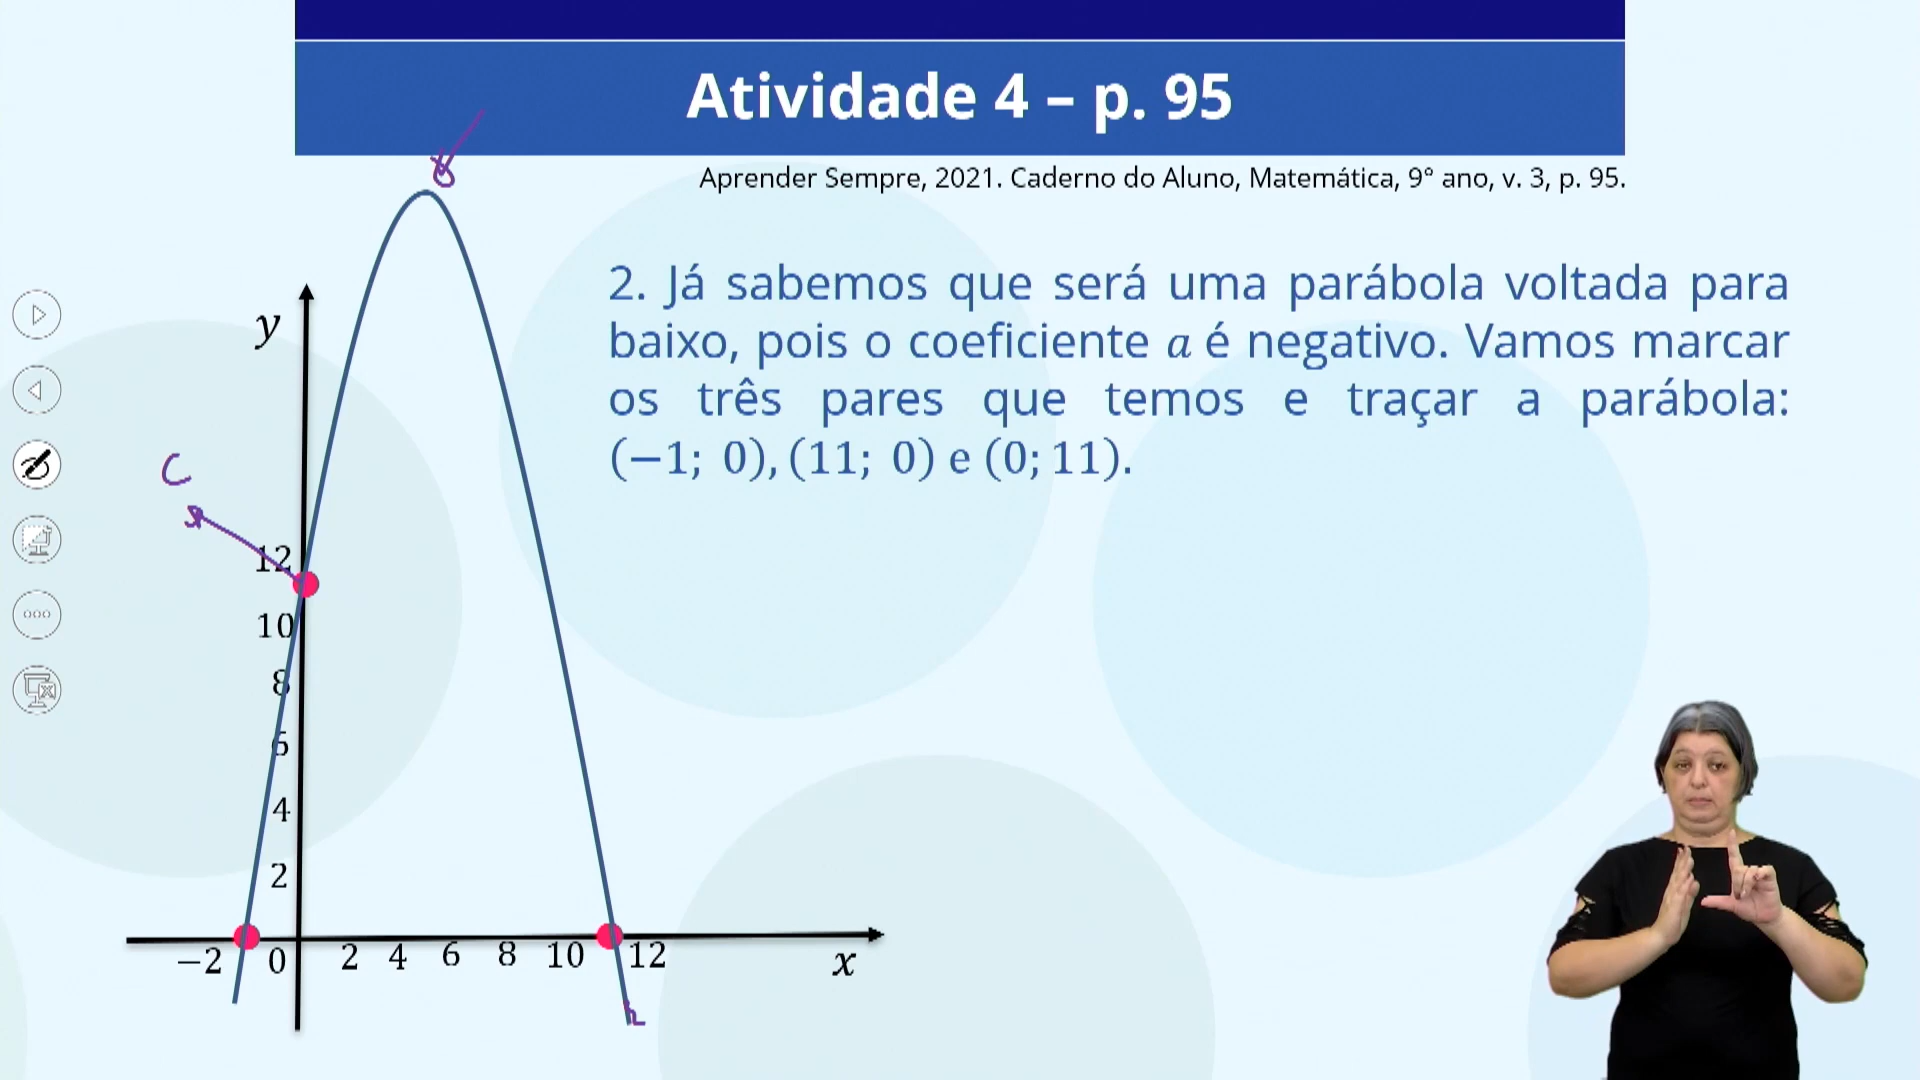 Atividade 4 – p. 95
Aprender Sempre, 2021. Caderno do Aluno, Matemática, 9° ano, v. 3, p. 95.
2. Já sabemos que será uma parábola voltada para
baixo, pois o coeficiente a é negativo. Vamos marcar
os três pares que temos e traçar a parábola:
(−1; 0), (11; 0) e (0; 11).
y
C
12
10
8
6
4
2
−2 0 2 4 6 8 10 12
x